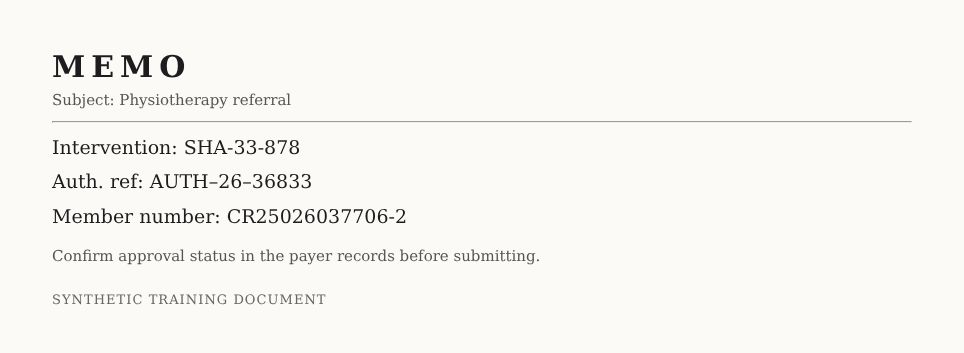 MEMO
Subject: Physiotherapy referral
Intervention: SHA-33-878
Auth. ref: AUTH–26–36833
Member number: CR25026037706-2
Confirm approval status in the payer records before submitting.
SYNTHETIC TRAINING DOCUMENT